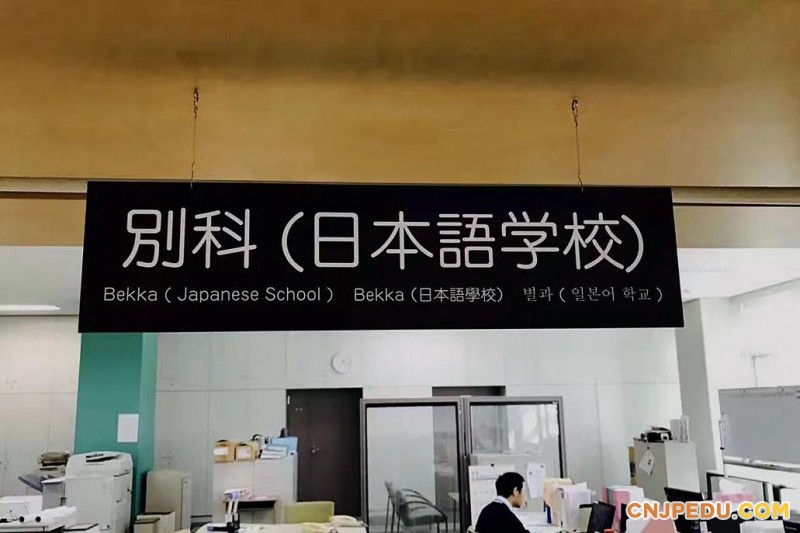 別科(日本語学校)
Bekka ( Japanese School ) Bekka (日本語學校) 별과 ( 일본어 학교 )
CNJPEDU.COM